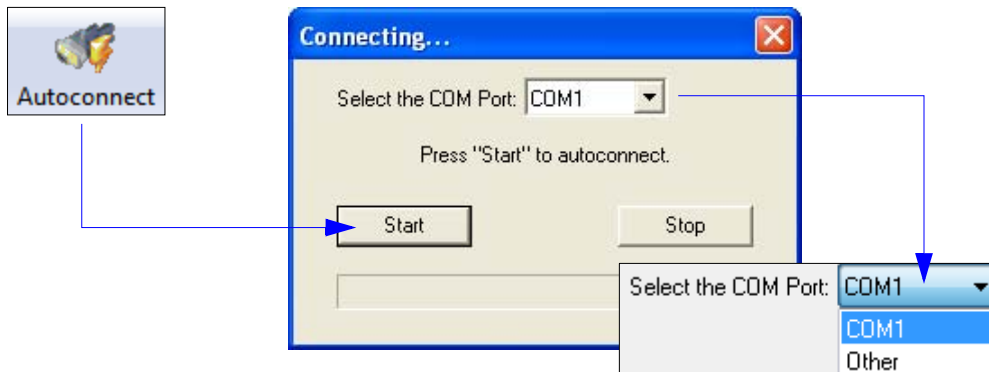 Autoconnect
Connecting...
Select the COM Port: COM1
Press "Start" to autoconnect.
Start Stop
Select the COM Port: COM1
COM1
Other